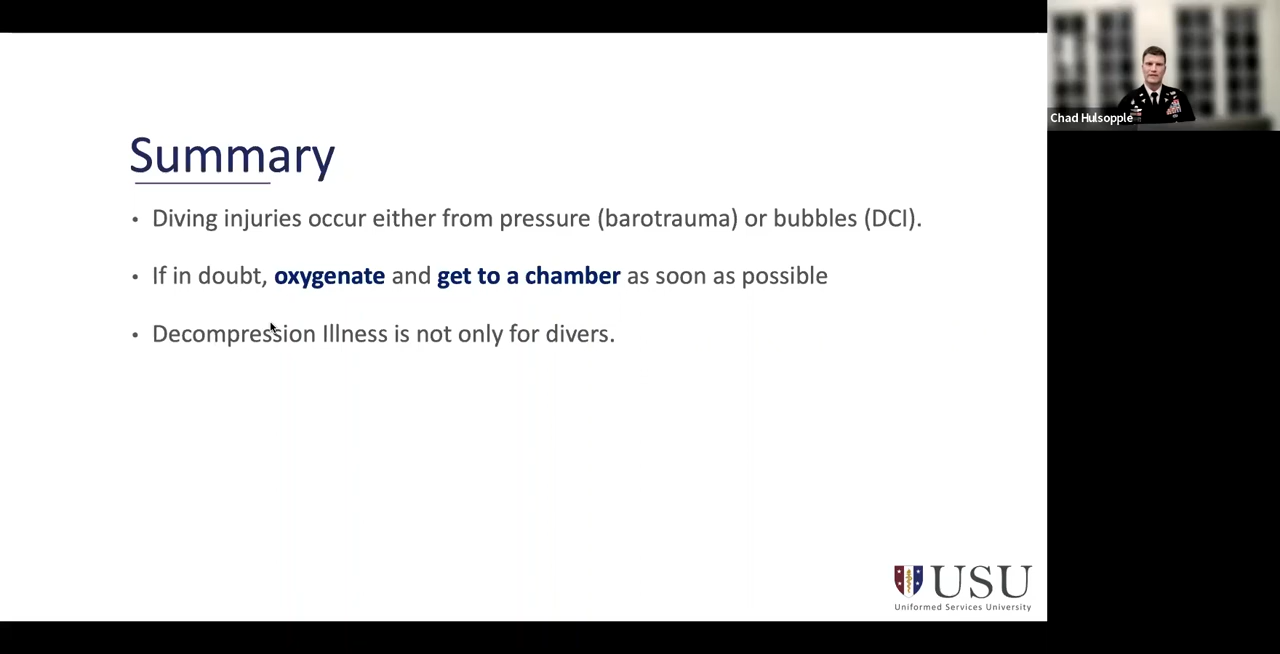 Chad Hulsopple
Summary
• Diving injuries occur either from pressure (barotrauma) or bubbles (DCI).
• If in doubt, oxygenate and get to a chamber as soon as possible
• Decompression Illness is not only for divers.
USU
Uniformed Services University